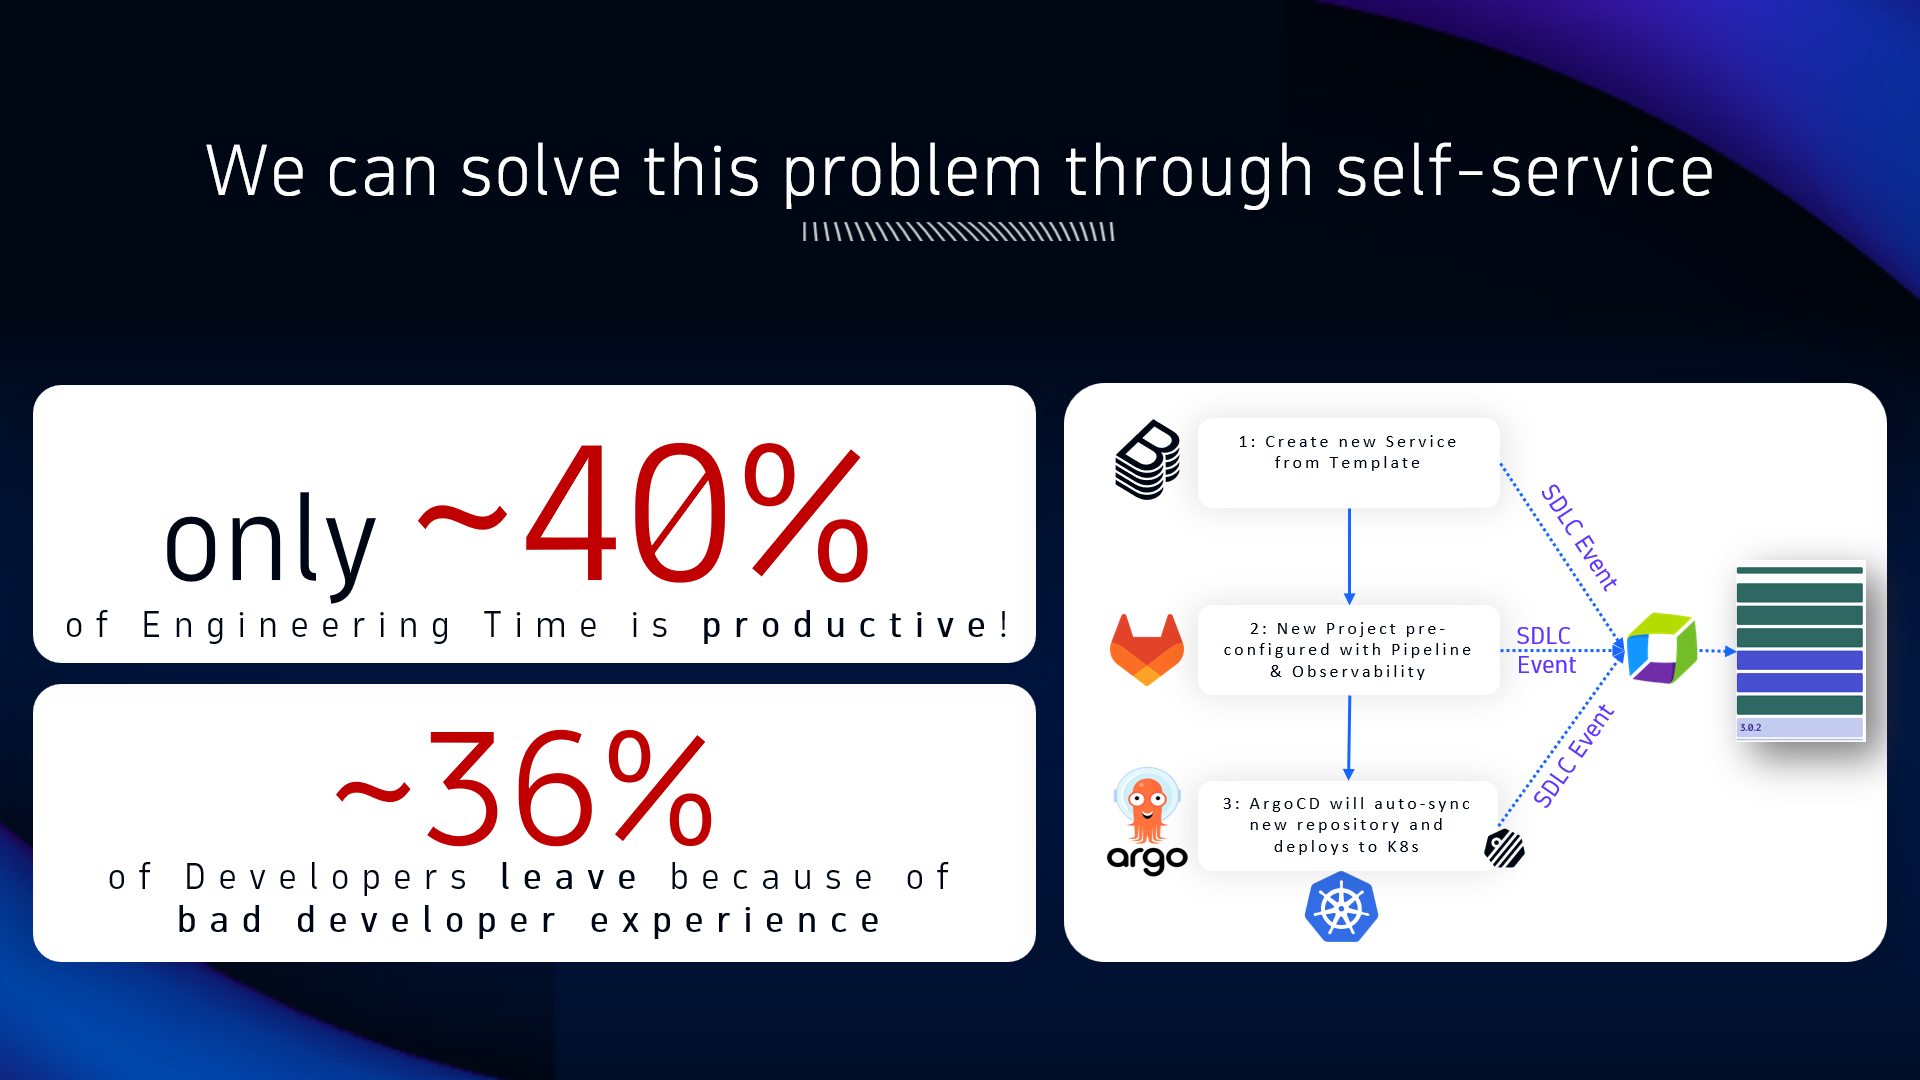 We can solve this problem through self-service
only ~40%
of Engineering Time is productive!
~36%
of Developers leave because of
bad developer experience
1: Create new Service
from Template
SDLC Event
2: New Project pre-
configured with Pipeline
& Observability
SDLC
Event
3.0.2
SDLC Event
3: ArgoCD will auto-sync
new repository and
deploys to K8s
argo